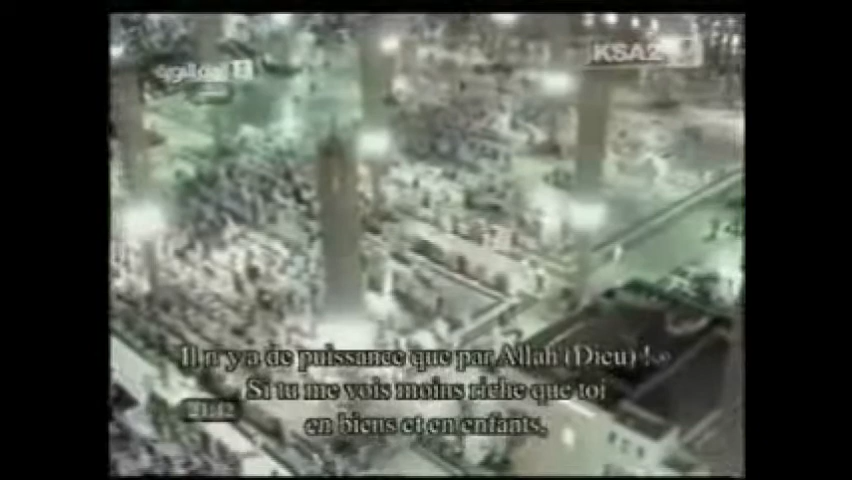 KSA2
Il n'y a de puissance que par Allah (Dieu) ! »
Si tu me vois moins riche que toi
en biens et en enfants.